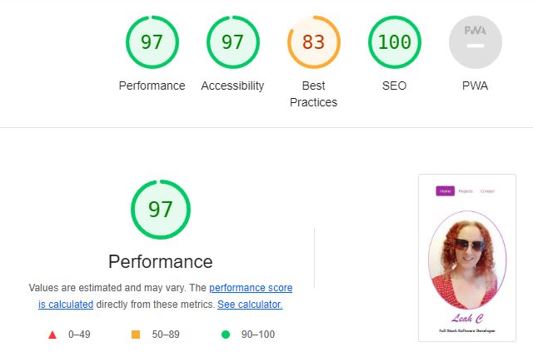 97 97 83 100 PWA
Performance Accessibility Best Practices SEO PWA
97
Performance
Values are estimated and may vary. The performance score
is calculated directly from these metrics. See calculator.
0–49 50–89 90–100
Home Projects Contact
Leah C
Full Stack Software Developer